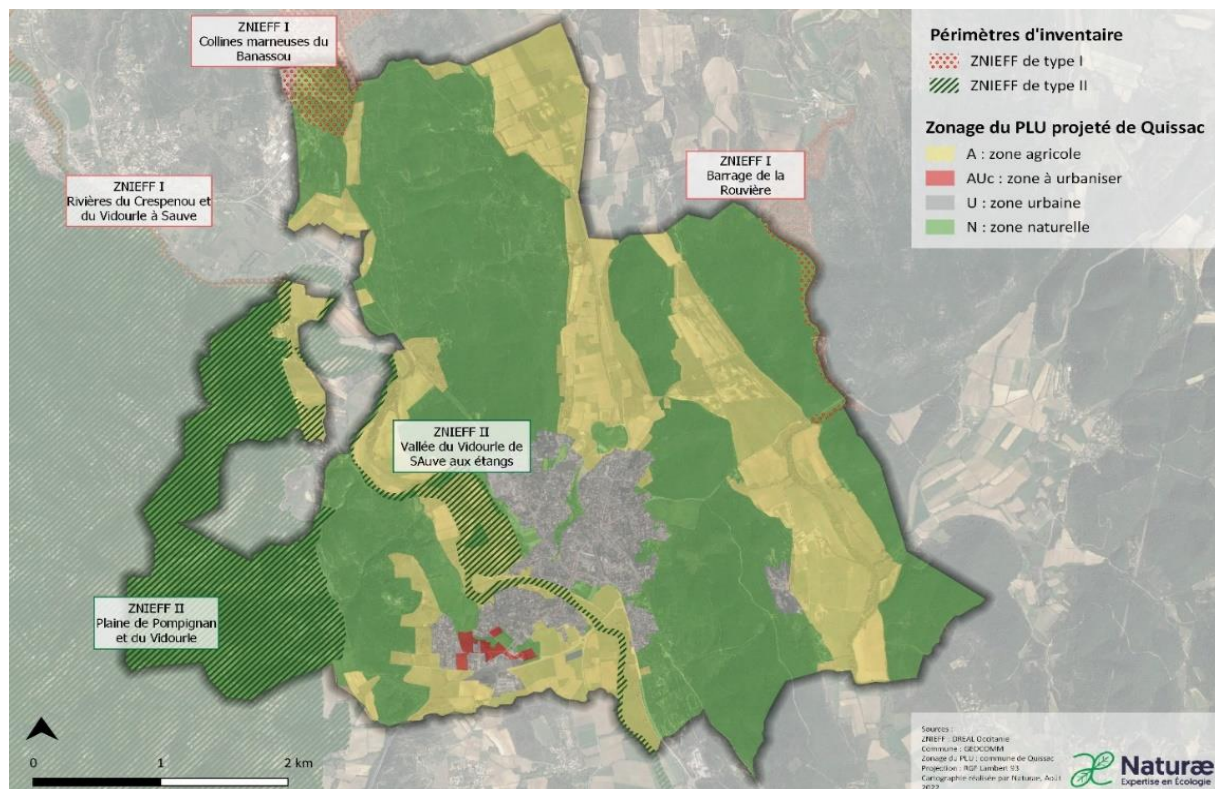 ZNIEFF I
Collines marneuses du
Banassou
ZNIEFF I
Rivières du Crespenou et
du Vidourle à Sauve
ZNIEFF I
Barrage de la
Rouvière
ZNIEFF II
Vallée du Vidourle de
SAuve aux étangs
ZNIEFF II
Plaine de Pompignan
et du Vidourle
Périmètres d'inventaire
ZNIEFF de type I
ZNIEFF de type II
Zonage du PLU projeté de Quissac
A : zone agricole
AUc : zone à urbaniser
U : zone urbaine
N : zone naturelle
0 1 2 km
Sources :
ZNIEFF : DREAL Occitanie
Commune : GEOCOMM
Zonage du PLU : commune de Quissac
Projection : RGF Lambert 93
Cartographie réalisée par Naturae, Août
2022
Naturæ
Expertise en Écologie